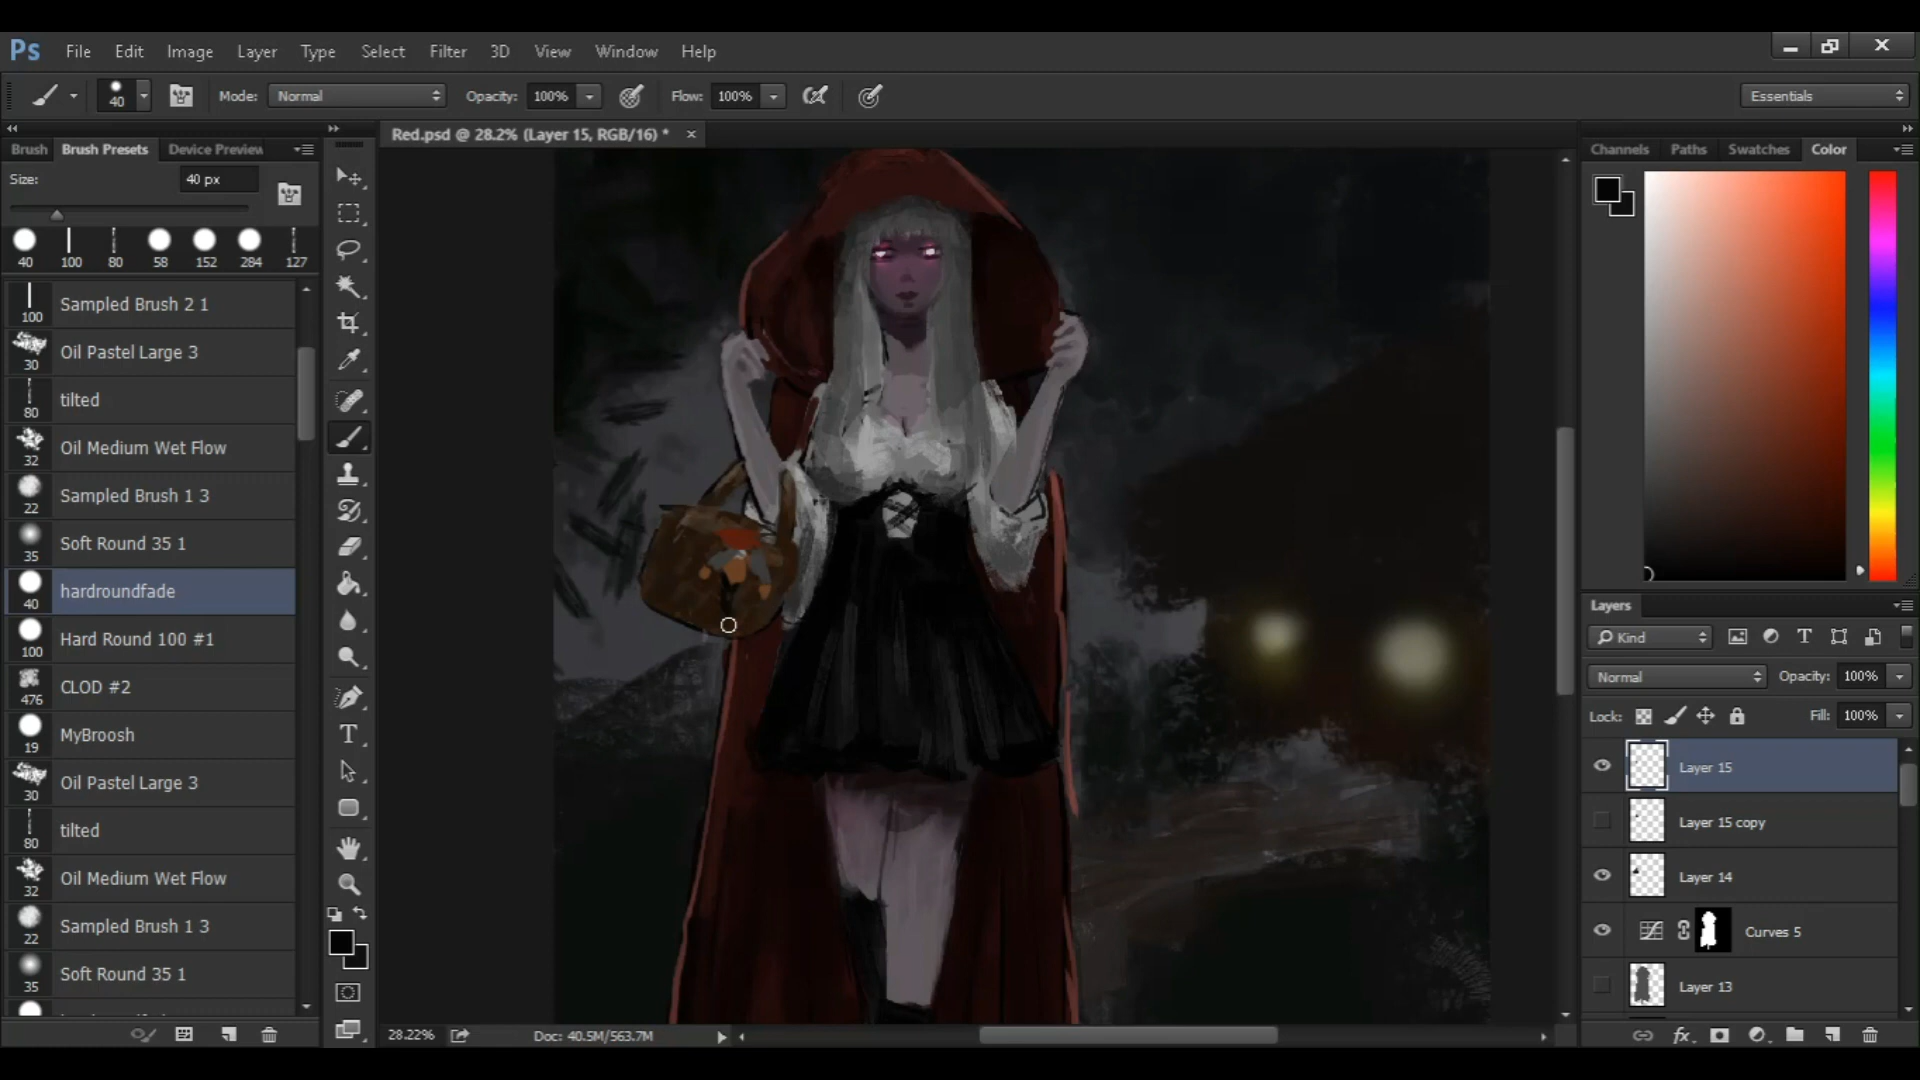 Ps File Edit Image Layer Type Select Filter 3D View Window Help
40 Mode: Normal Opacity: 100% Flow: 100% Essentials
Brush Brush Presets Device Preview
Red.psd @ 28.2% (Layer 15, RGB/16) *
Channels Paths Swatches Color
Size: 40 px
40 100 80 58 152 284 127
100 Sampled Brush 2 1
30 Oil Pastel Large 3
80 tilted
32 Oil Medium Wet Flow
22 Sampled Brush 1 3
35 Soft Round 35 1
40 hardroundfade
100 Hard Round 100 #1
476 CLOD #2
19 MyBroosh
30 Oil Pastel Large 3
80 tilted
32 Oil Medium Wet Flow
22 Sampled Brush 1 3
35 Soft Round 35 1
Layers
Kind
Normal Opacity: 100%
Lock: Fill: 100%
Layer 15
Layer 15 copy
Layer 14
Curves 5
Layer 13
28.22% Doc: 40.5M/563.7M
fx